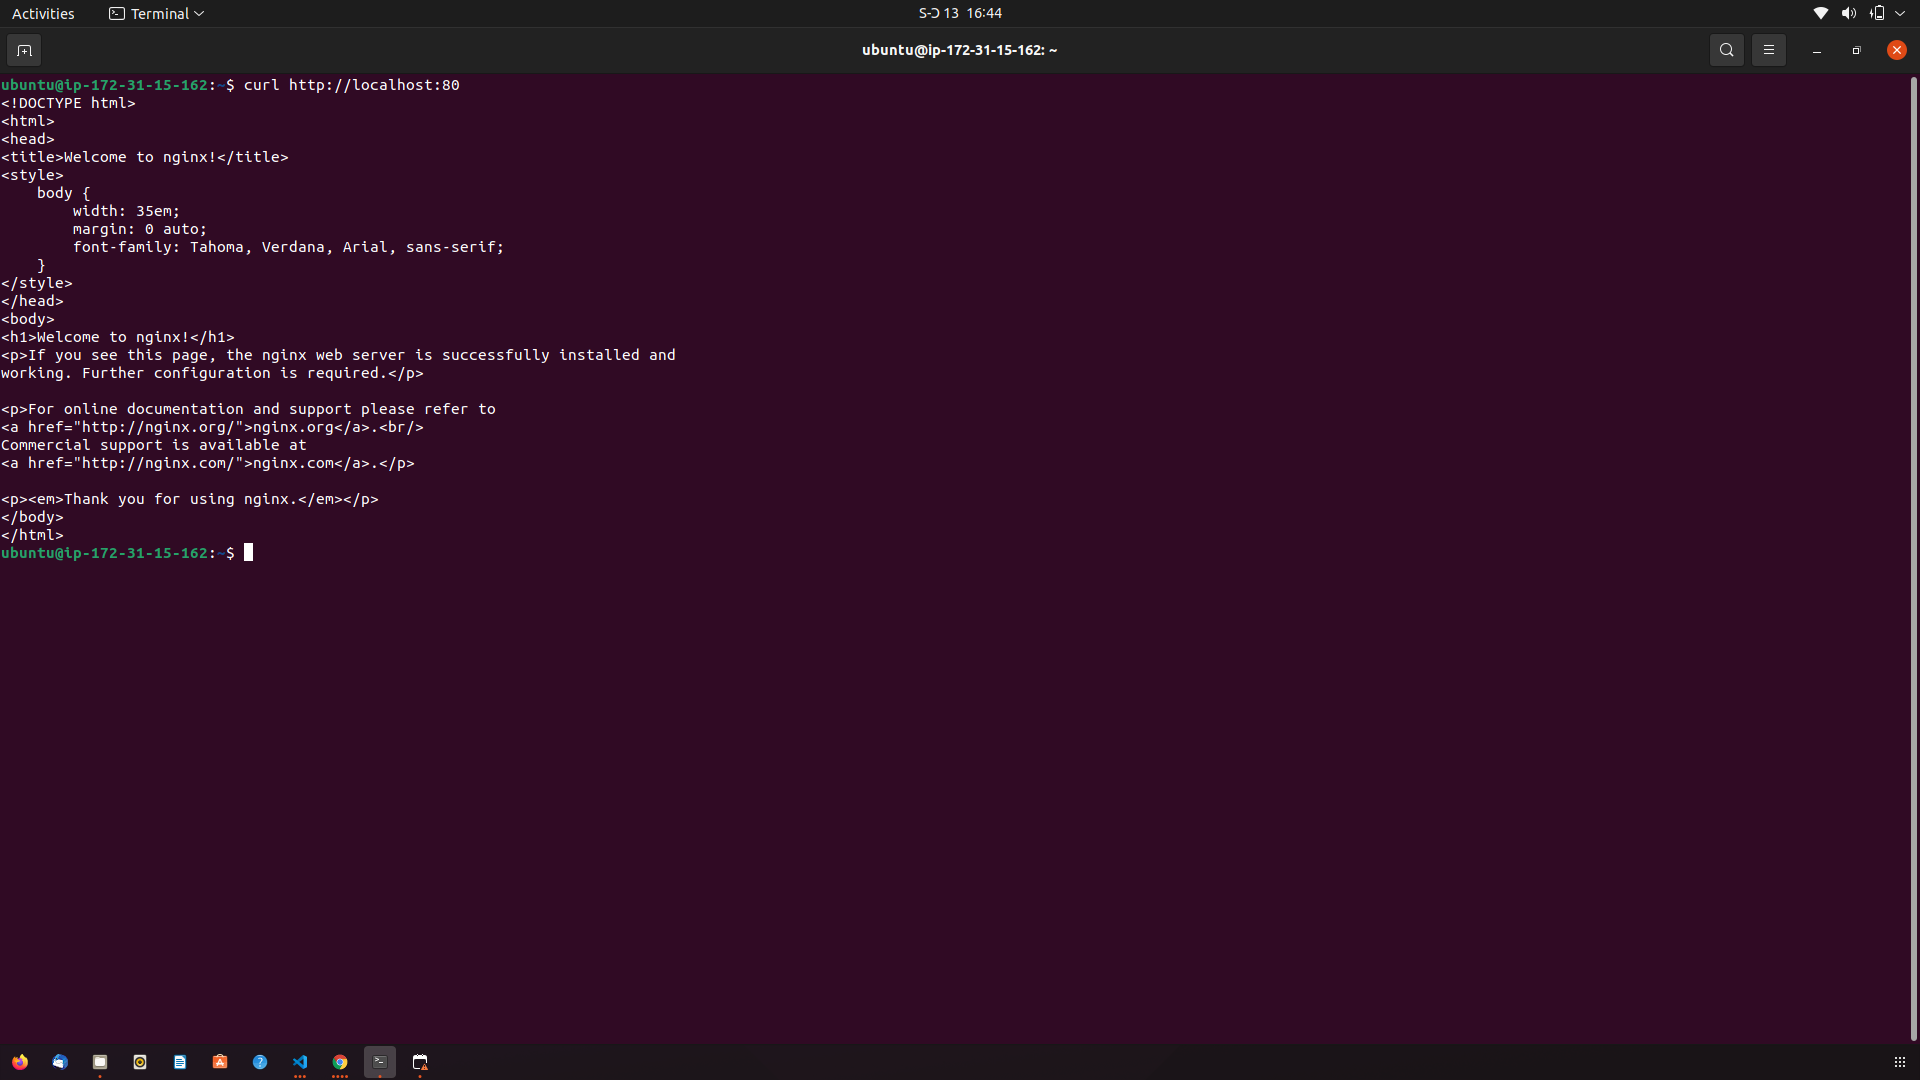 Activities
Terminal
S-Ɔ 13 16:44
ubuntu@ip-172-31-15-162: ~
ubuntu@ip-172-31-15-162:~$ curl http://localhost:80
<!DOCTYPE html>
<html>
<head>
<title>Welcome to nginx!</title>
<style>
    body {
        width: 35em;
        margin: 0 auto;
        font-family: Tahoma, Verdana, Arial, sans-serif;
    }
</style>
</head>
<body>
<h1>Welcome to nginx!</h1>
<p>If you see this page, the nginx web server is successfully installed and
working. Further configuration is required.</p>

<p>For online documentation and support please refer to
<a href="http://nginx.org/">nginx.org</a>.<br/>
Commercial support is available at
<a href="http://nginx.com/">nginx.com</a>.</p>

<p><em>Thank you for using nginx.</em></p>
</body>
</html>
ubuntu@ip-172-31-15-162:~$